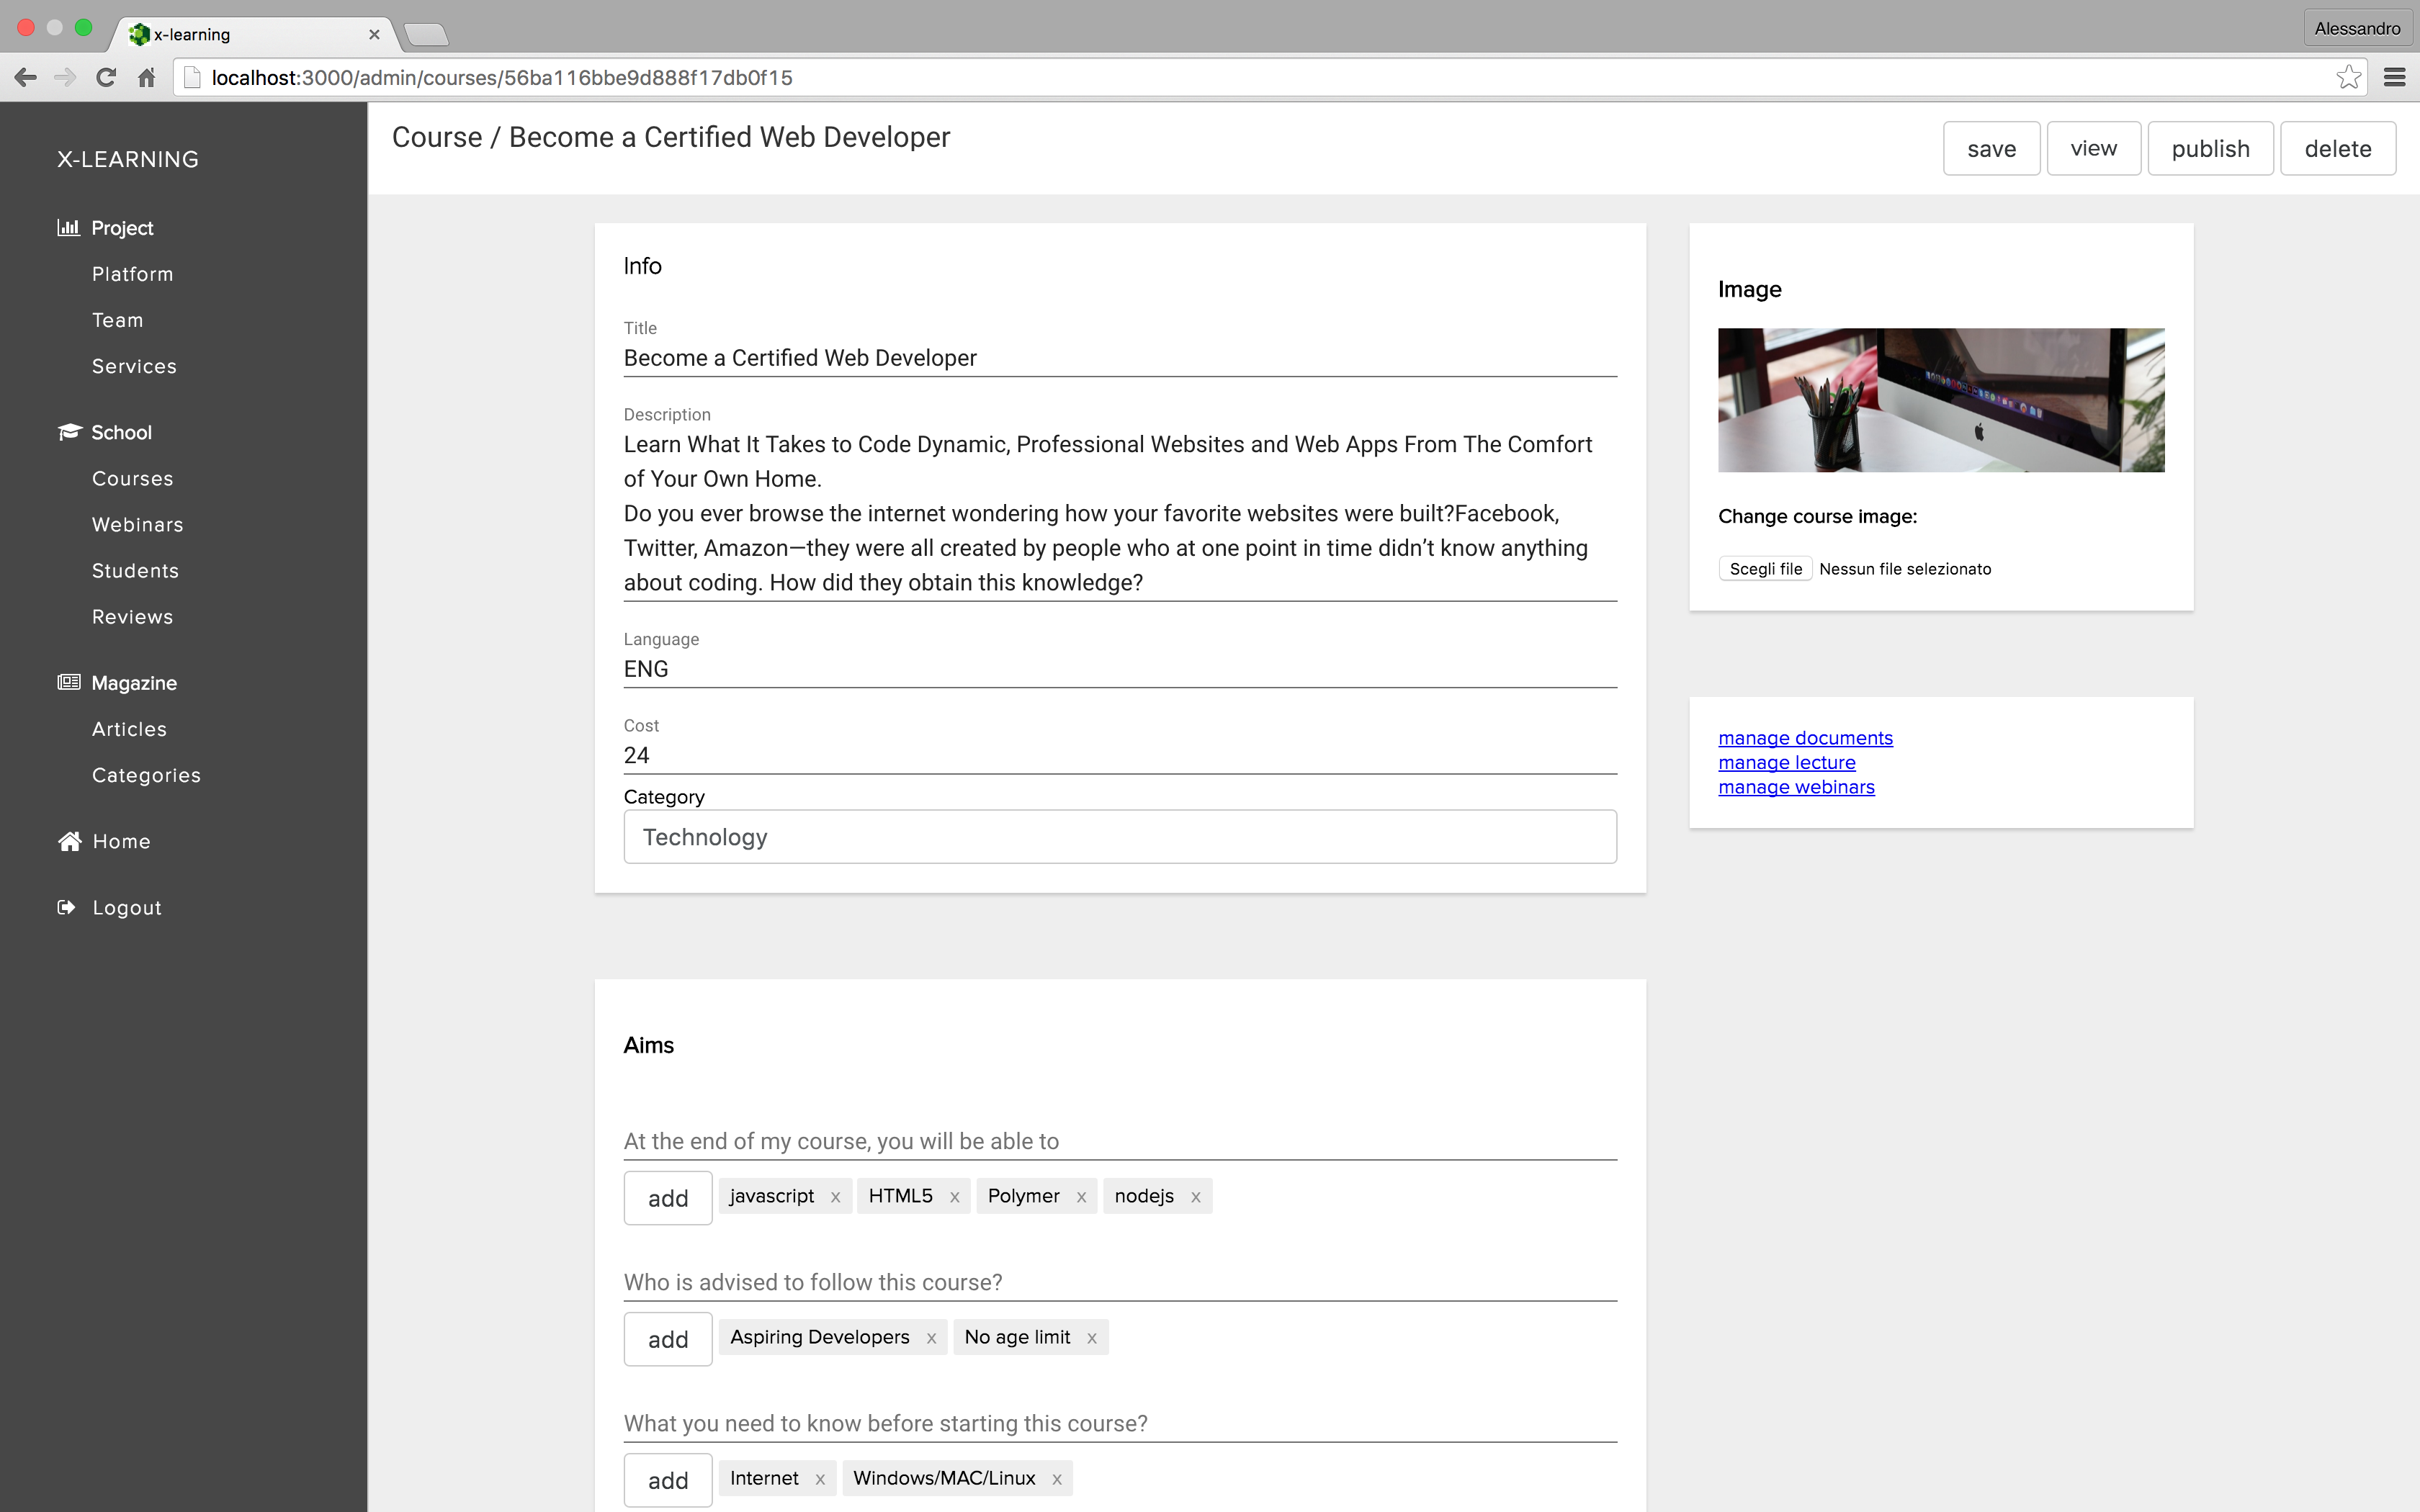 x-learning
Alessandro
localhost:3000/admin/courses/56ba116bbe9d888f17db0f15
X-LEARNING
Project
Platform
Team
Services
School
Courses
Webinars
Students
Reviews
Magazine
Articles
Categories
Home
Logout
Course / Become a Certified Web Developer
save view publish delete
Info
Title
Become a Certified Web Developer
Description
Learn What It Takes to Code Dynamic, Professional Websites and Web Apps From The Comfort
of Your Own Home.
Do you ever browse the internet wondering how your favorite websites were built?Facebook,
Twitter, Amazon—they were all created by people who at one point in time didn’t know anything
about coding. How did they obtain this knowledge?
Language
ENG
Cost
24
Category
Technology
Image
Change course image:
Scegli file Nessun file selezionato
manage documents
manage lecture
manage webinars
Aims
At the end of my course, you will be able to
add javascript x HTML5 x Polymer x nodejs x
Who is advised to follow this course?
add Aspiring Developers x No age limit x
What you need to know before starting this course?
add Internet x Windows/MAC/Linux x